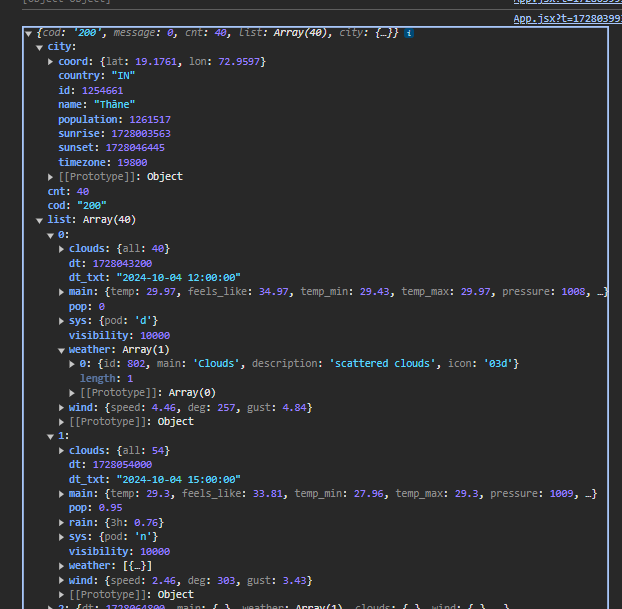 [object Object]
App.jsx?t=172803993
App.jsx?t=172803993
{cod: '200', message: 0, cnt: 40, list: Array(40), city: {…}} i
city:
coord: {lat: 19.1761, lon: 72.9597}
country: "IN"
id: 1254661
name: "Thāne"
population: 1261517
sunrise: 1728003563
sunset: 1728046445
timezone: 19800
[[Prototype]]: Object
cnt: 40
cod: "200"
list: Array(40)
0:
clouds: {all: 40}
dt: 1728043200
dt_txt: "2024-10-04 12:00:00"
main: {temp: 29.97, feels_like: 34.97, temp_min: 29.43, temp_max: 29.97, pressure: 1008, …}
pop: 0
sys: {pod: 'd'}
visibility: 10000
weather: Array(1)
0: {id: 802, main: 'Clouds', description: 'scattered clouds', icon: '03d'}
length: 1
[[Prototype]]: Array(0)
wind: {speed: 4.46, deg: 257, gust: 4.84}
[[Prototype]]: Object
1:
clouds: {all: 54}
dt: 1728054000
dt_txt: "2024-10-04 15:00:00"
main: {temp: 29.3, feels_like: 33.81, temp_min: 27.96, temp_max: 29.3, pressure: 1009, …}
pop: 0.95
rain: {3h: 0.76}
sys: {pod: 'n'}
visibility: 10000
weather: [{…}]
wind: {speed: 2.46, deg: 303, gust: 3.43}
[[Prototype]]: Object
2: {dt: 1728064800, main: {…}, weather: Array(1), clouds: {…}, wind: {…}, …}